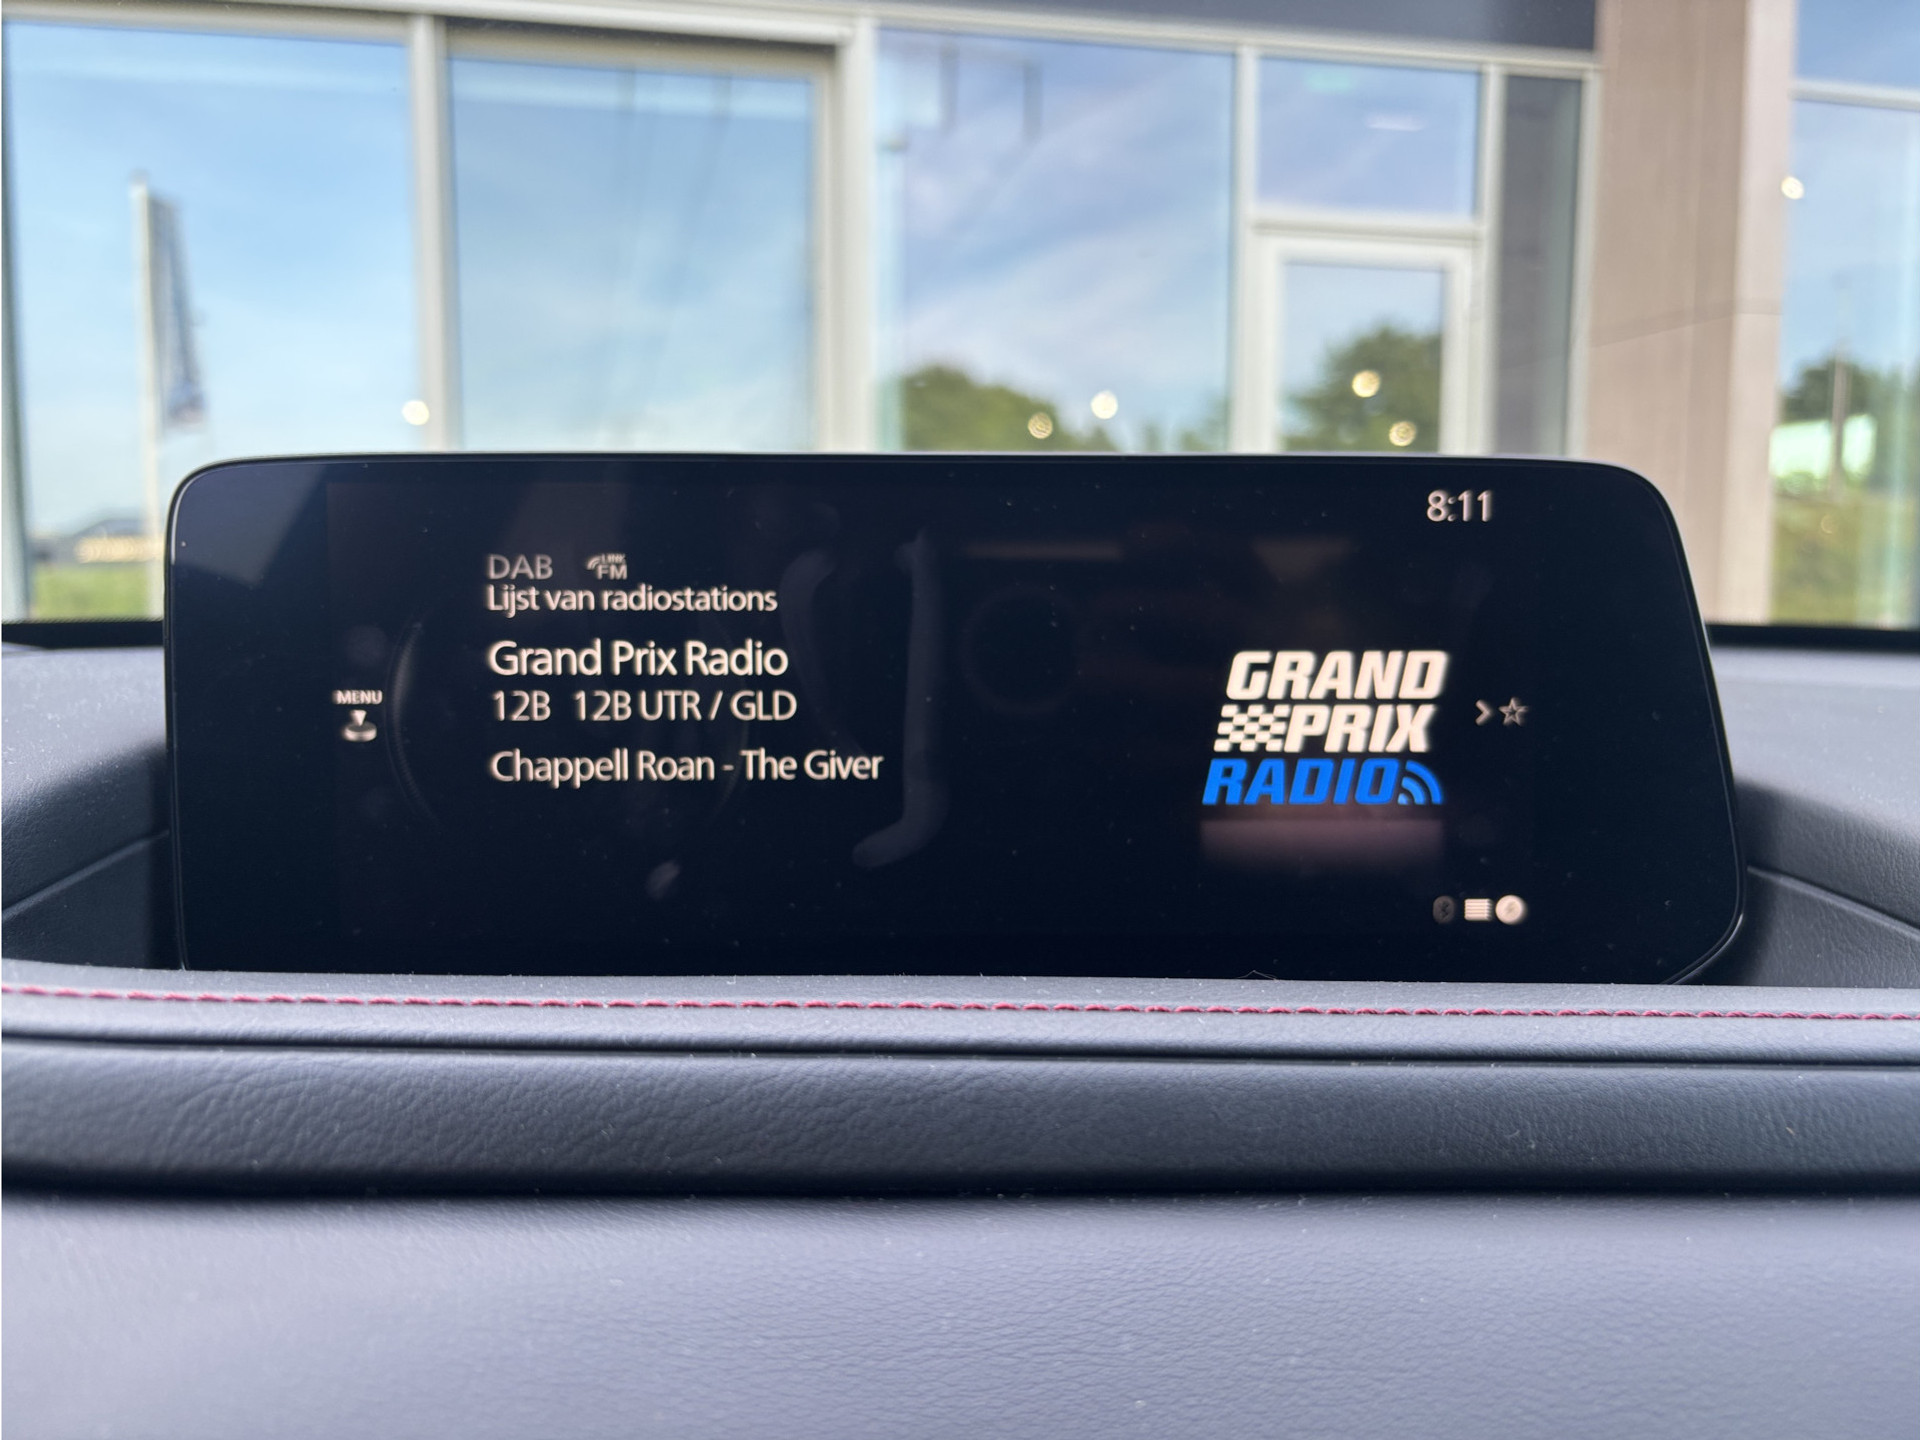 8:11
DAB LINK FM
Lijst van radiostations
Grand Prix Radio
12B 12B UTR / GLD
Chappell Roan - The Giver
MENU
GRAND
PRIX
RADIO